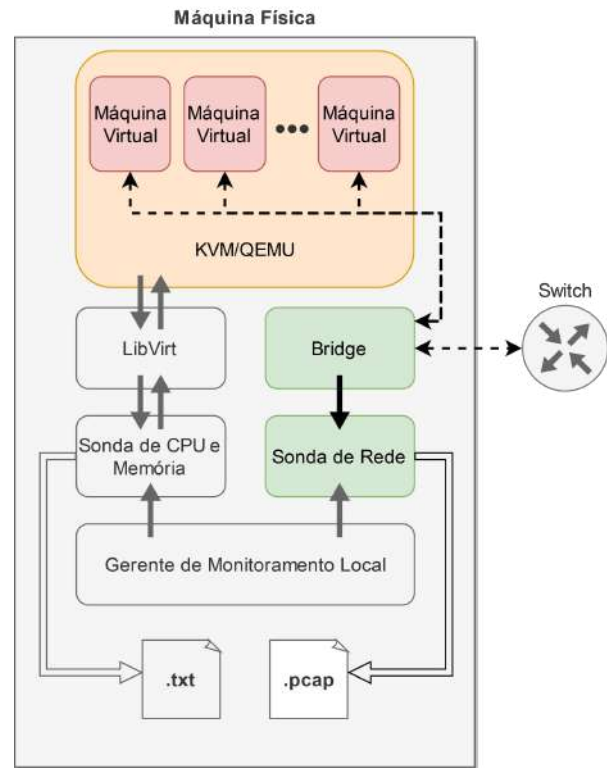 Máquina Física
Máquina
Virtual
Máquina
Virtual
Máquina
Virtual
KVM/QEMU
LibVirt
Bridge
Switch
Sonda de CPU e
Memória
Sonda de Rede
Gerente de Monitoramento Local
.txt
.pcap